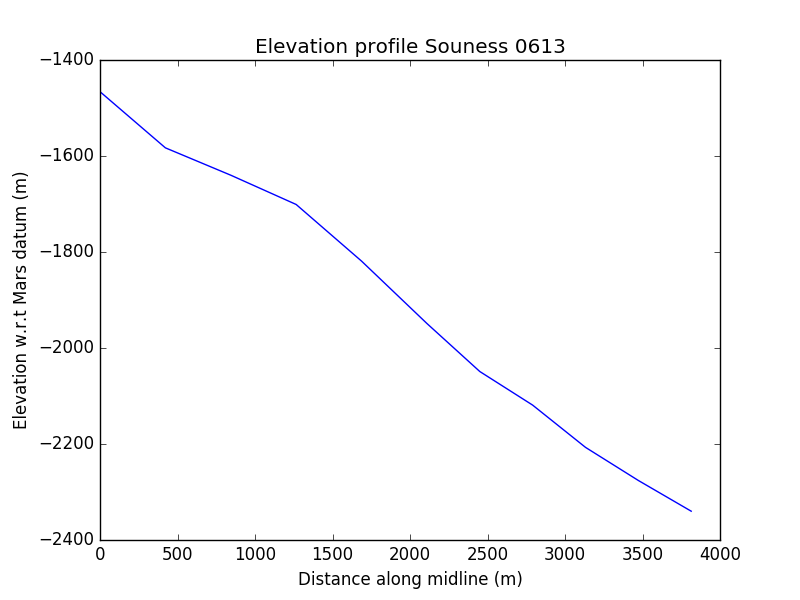 Elevation profile Souness 0613
−1400
−1600
−1800
−2000
−2200
−2400
Elevation w.r.t Mars datum (m)
0 500 1000 1500 2000 2500 3000 3500 4000
Distance along midline (m)